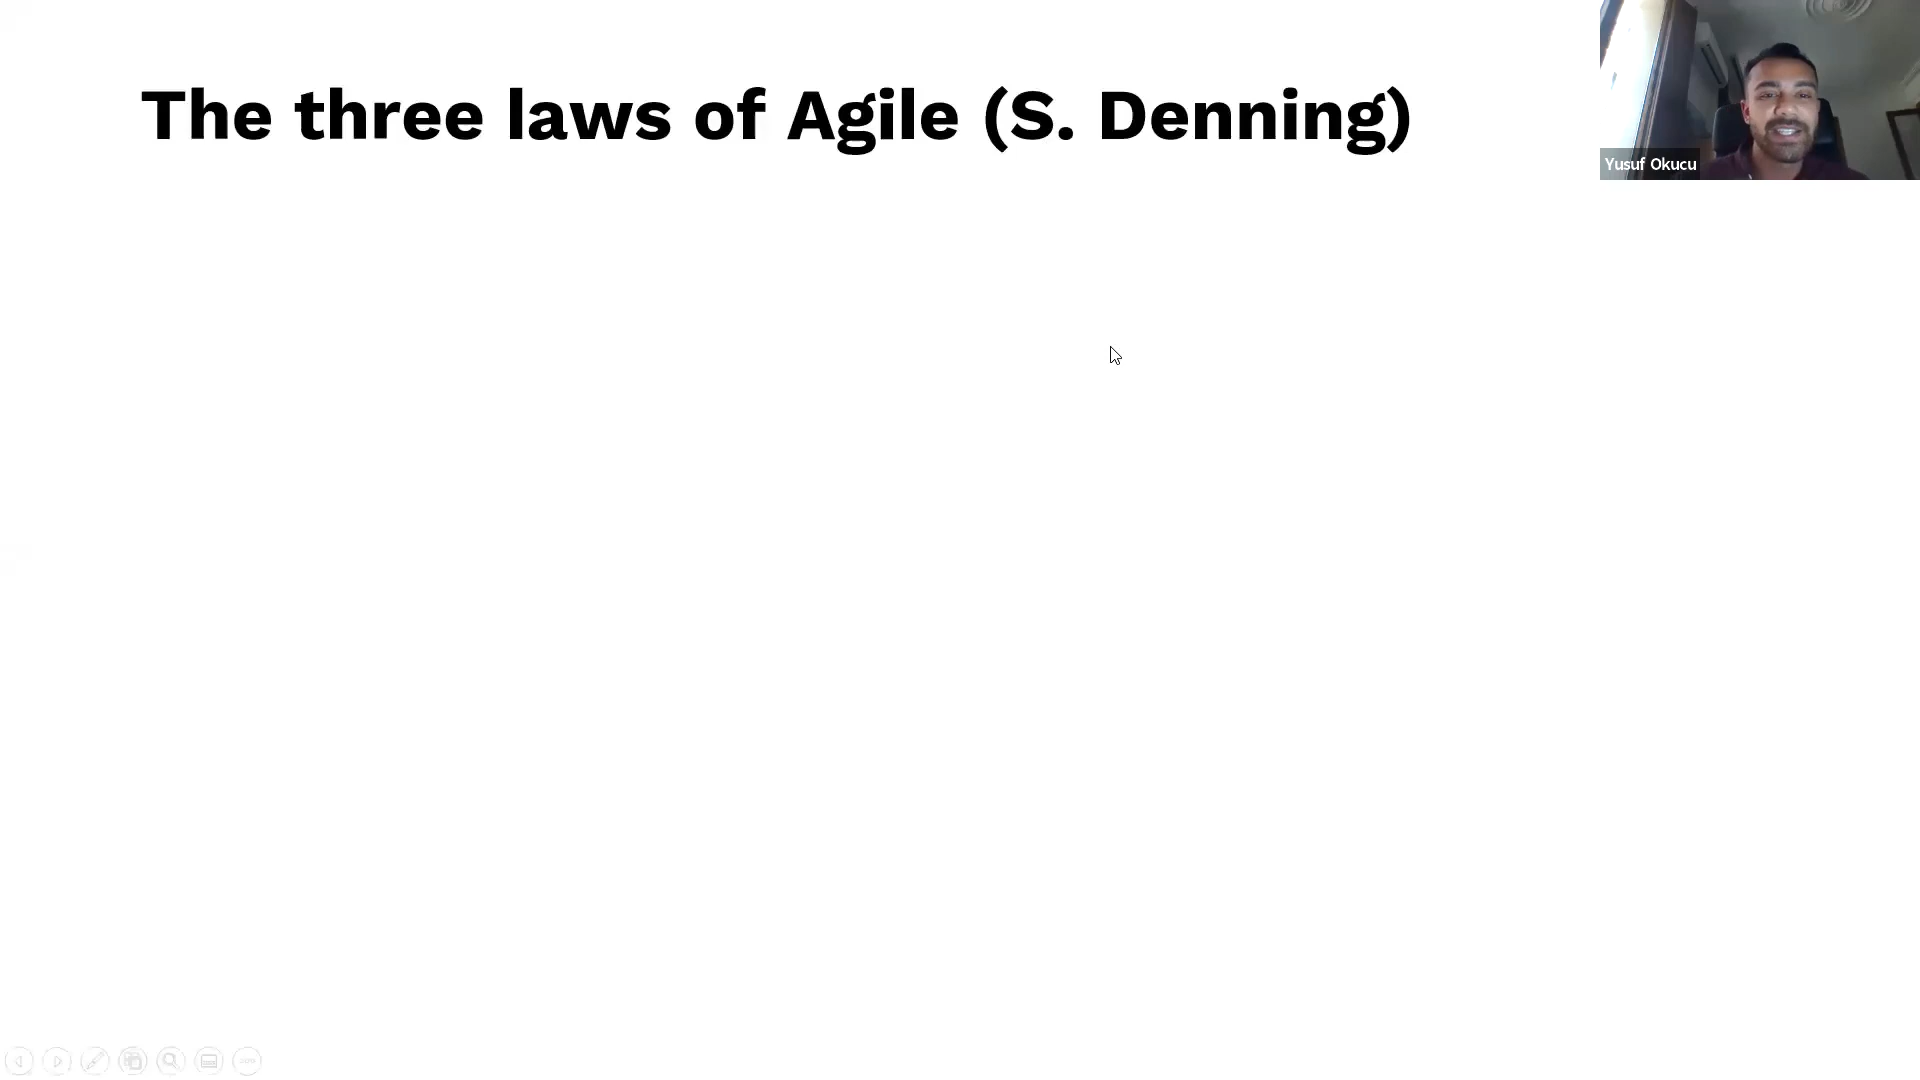 The three laws of Agile (S. Denning)
Yusuf Okucu